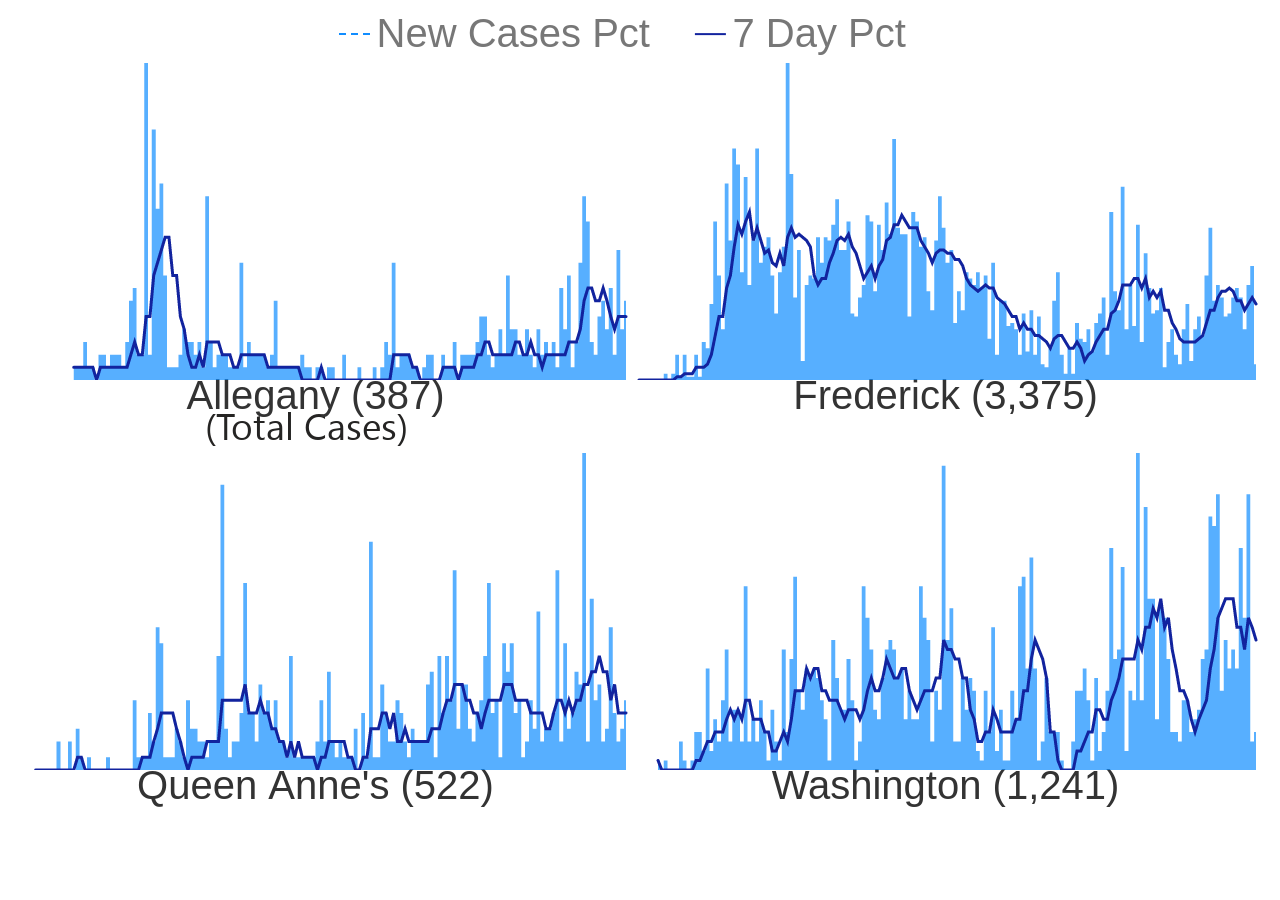 New Cases Pct 7 Day Pct
Allegany (387) Frederick (3,375)
(Total Cases)
Queen Anne's (522) Washington (1,241)